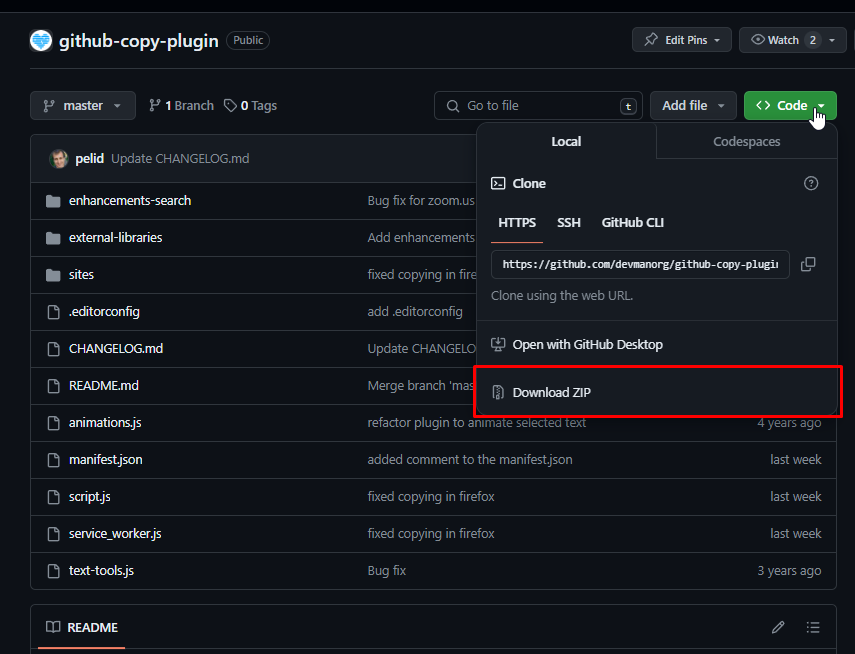 github-copy-plugin Public Edit Pins Watch 2
master 1 Branch 0 Tags Go to file t Add file <> Code
Local Codespaces
pelid Update CHANGELOG.md
Clone
HTTPS SSH GitHub CLI
https://github.com/devmanorg/github-copy-plugi
Clone using the web URL.
Open with GitHub Desktop
Download ZIP
enhancements-search Bug fix for zoom.us
external-libraries Add enhancements
sites fixed copying in fire
.editorconfig add .editorconfig
CHANGELOG.md Update CHANGELO
README.md Merge branch 'mas
animations.js refactor plugin to animate selected text 4 years ago
manifest.json added comment to the manifest.json last week
script.js fixed copying in firefox last week
service_worker.js fixed copying in firefox last week
text-tools.js Bug fix 3 years ago
README